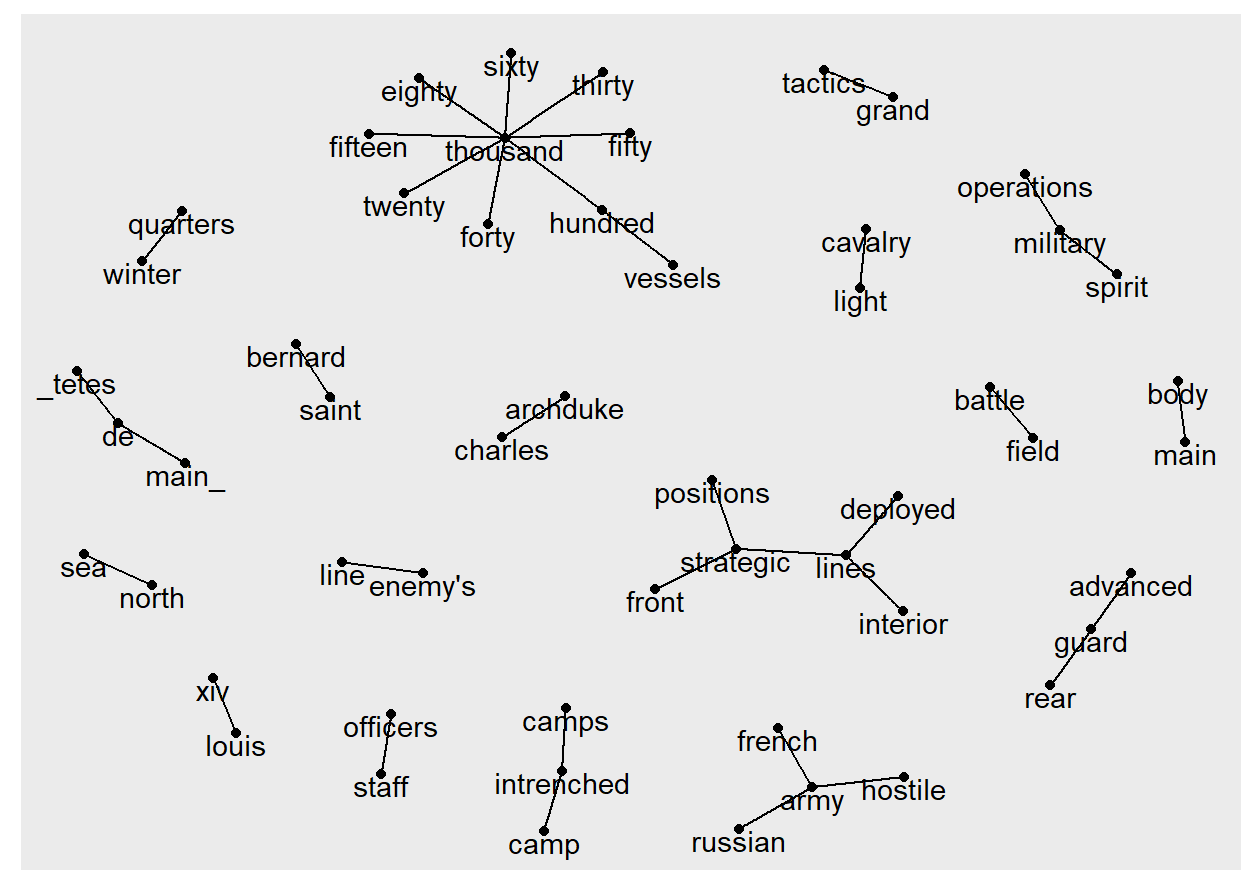 sixty
eighty
thirty
tactics
grand
fifteen
thousand
fifty
operations
twenty
quarters
hundred
forty
cavalry
military
winter
vessels
spirit
light
bernard
_tetes
saint
archduke
battle
body
de
charles
field
main
main_
positions
deployed
sea
line
enemy's
strategic
lines
north
front
interior
advanced
guard
xiv
rear
louis
officers
camps
french
staff
intrenched
army
hostile
camp
russian